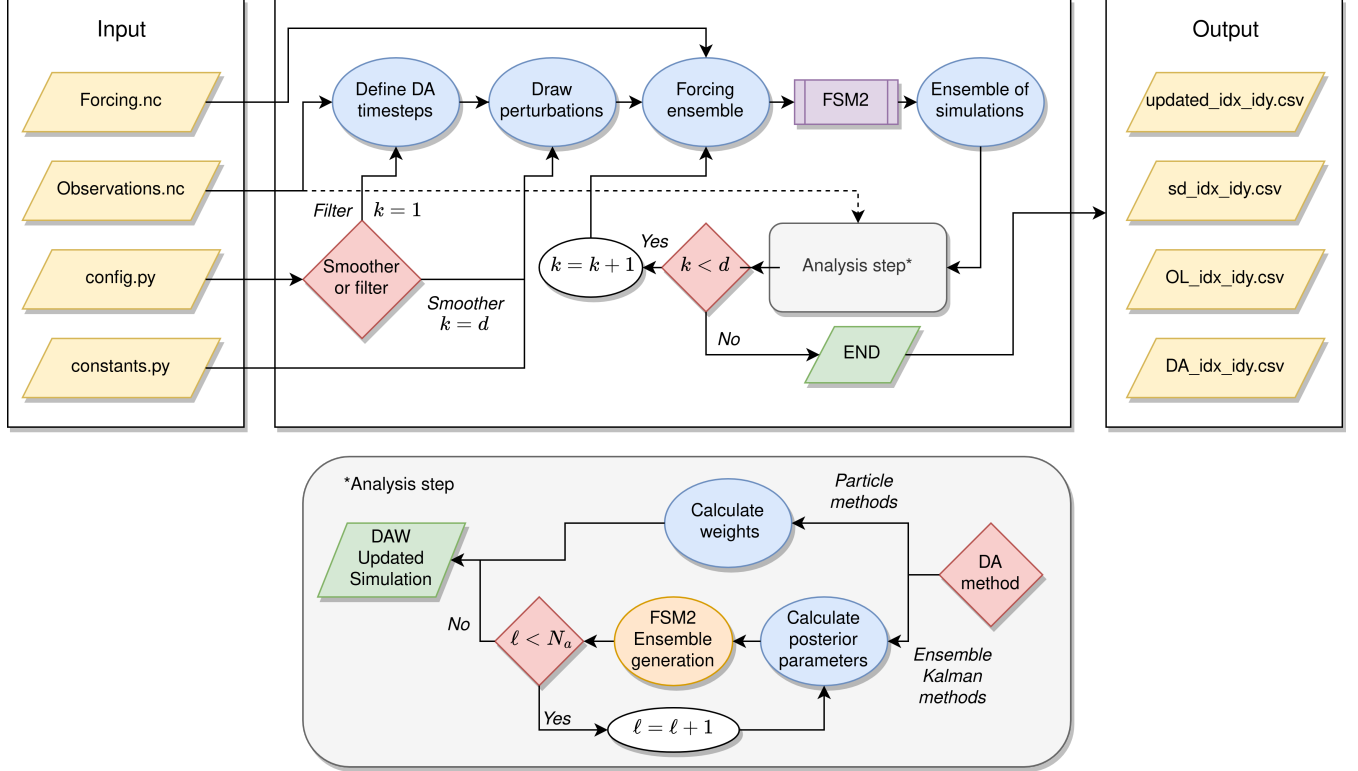 Input
Output
Forcing.nc
Define DA
timesteps
Draw
perturbations
Forcing
ensemble
FSM2
Ensemble of
simulations
updated_idx_idy.csv
Observations.nc
sd_idx_idy.csv
Filter k = 1
config.py
Smoother
or filter
Smoother
k = d
k = k + 1
Yes
k < d
Analysis step*
OL_idx_idy.csv
constants.py
No
END
DA_idx_idy.csv
*Analysis step
Particle
methods
Calculate
weights
DAW
Updated
Simulation
DA
method
No
ℓ < Nₐ
FSM2
Ensemble
generation
Calculate
posterior
parameters
Ensemble
Kalman
methods
Yes
ℓ = ℓ + 1